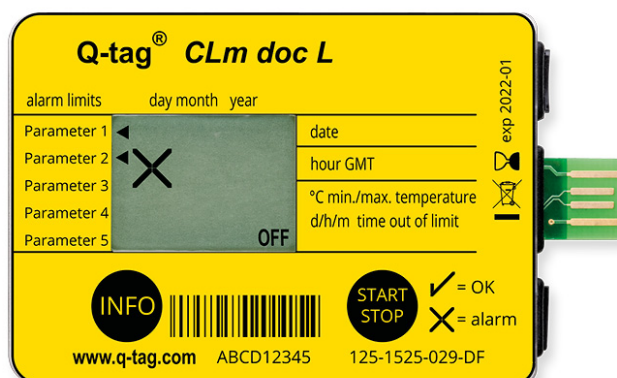 Q-tag® CLm doc L
alarm limits day month year
Parameter 1
Parameter 2
Parameter 3
Parameter 4
Parameter 5
OFF
date
hour GMT
°C min./max. temperature
d/h/m time out of limit
exp 2022-01
INFO
START
STOP
= OK
= alarm
www.q-tag.com ABCD12345 125-1525-029-DF